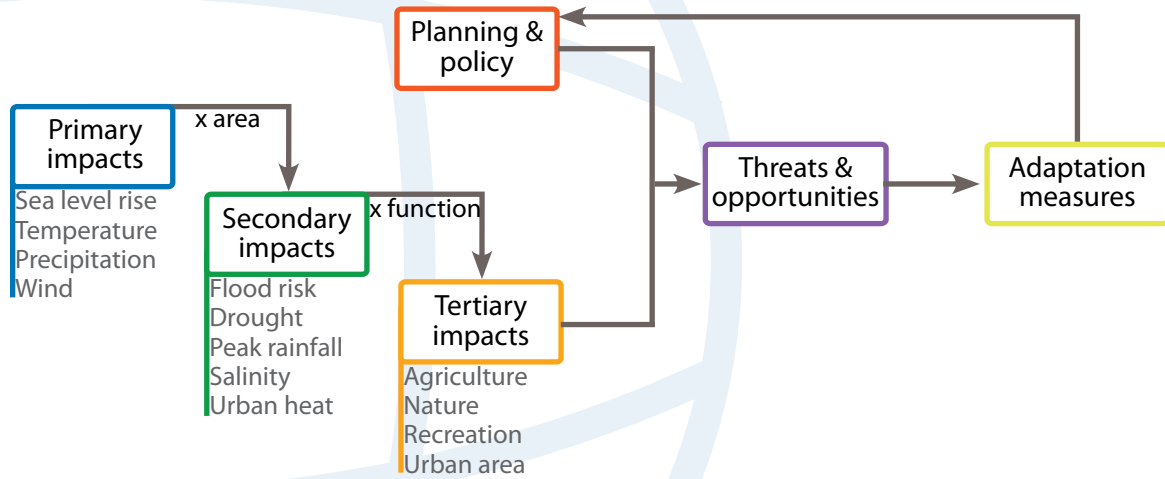 Planning &
policy
x area
Primary
impacts
Sea level rise
Temperature
Precipitation
Wind
x function
Secondary
impacts
Flood risk
Drought
Peak rainfall
Salinity
Urban heat
Tertiary
impacts
Agriculture
Nature
Recreation
Urban area
Threats &
opportunities
Adaptation
measures